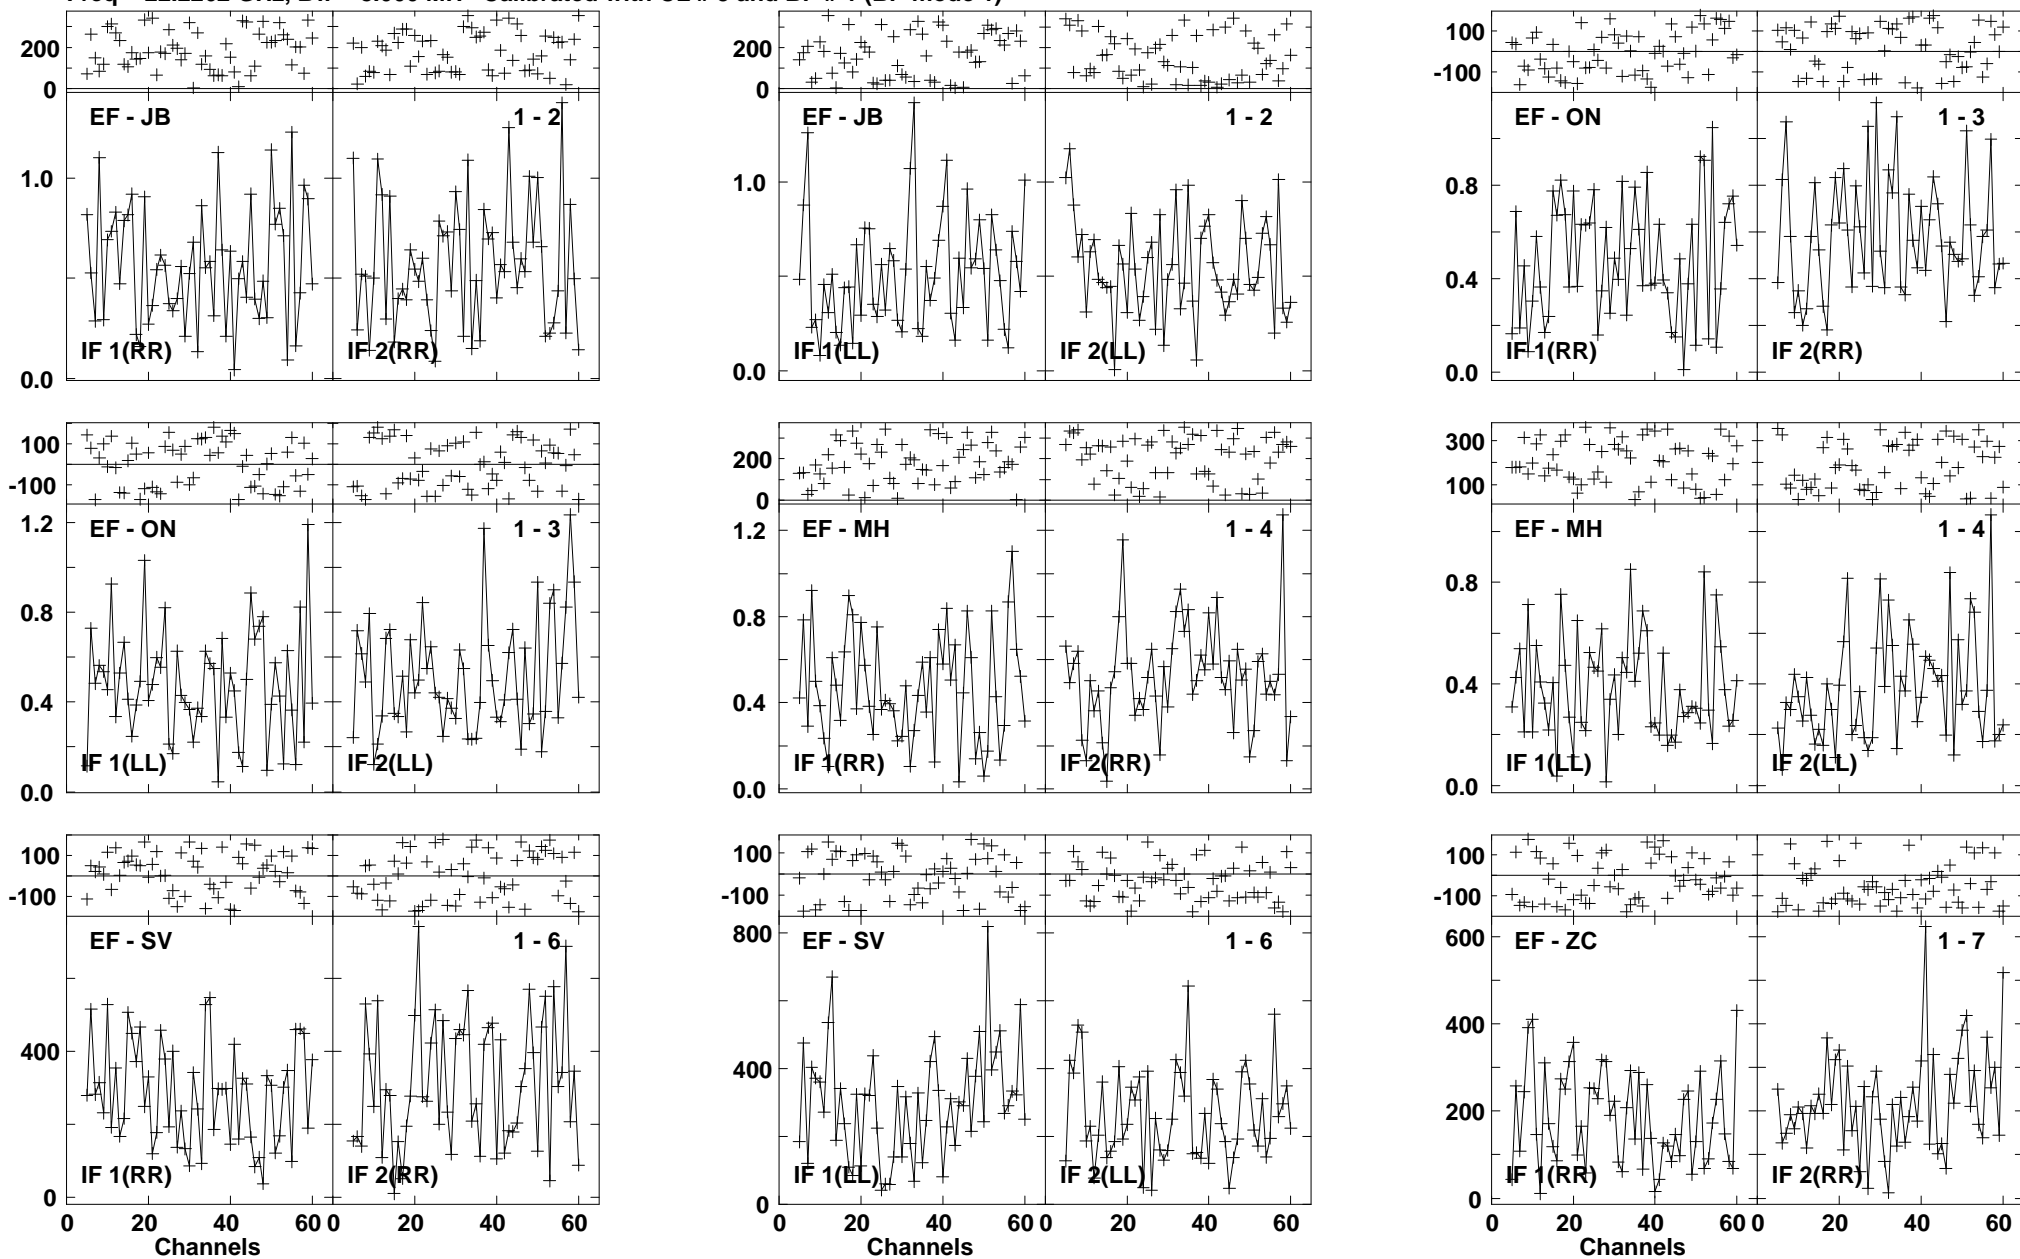 200
0
EF - JB
1 - 2
1.0
0.0
IF 1(RR)
IF 2(RR)
200
0
EF - JB
1 - 2
1.0
0.0
IF 1(LL)
IF 2(LL)
100
-100
EF - ON
1 - 3
0.8
0.4
0.0
IF 1(RR)
IF 2(RR)
100
-100
EF - ON
1 - 3
1.2
0.8
0.4
0.0
IF 1(LL)
IF 2(LL)
200
0
EF - MH
1 - 4
1.2
0.8
0.4
0.0
IF 1(RR)
IF 2(RR)
300
100
EF - MH
1 - 4
0.8
0.4
0.0
IF 1(LL)
IF 2(LL)
100
-100
EF - SV
1 - 6
400
0
IF 1(RR)
IF 2(RR)
0 20 40 60 0 20 40 60
Channels
100
-100
EF - SV
1 - 6
800
400
0
IF 1(LL)
IF 2(LL)
0 20 40 60 0 20 40 60
Channels
100
-100
EF - ZC
1 - 7
600
400
200
0
IF 1(RR)
IF 2(RR)
0 20 40 60 0 20 40 60
Channels